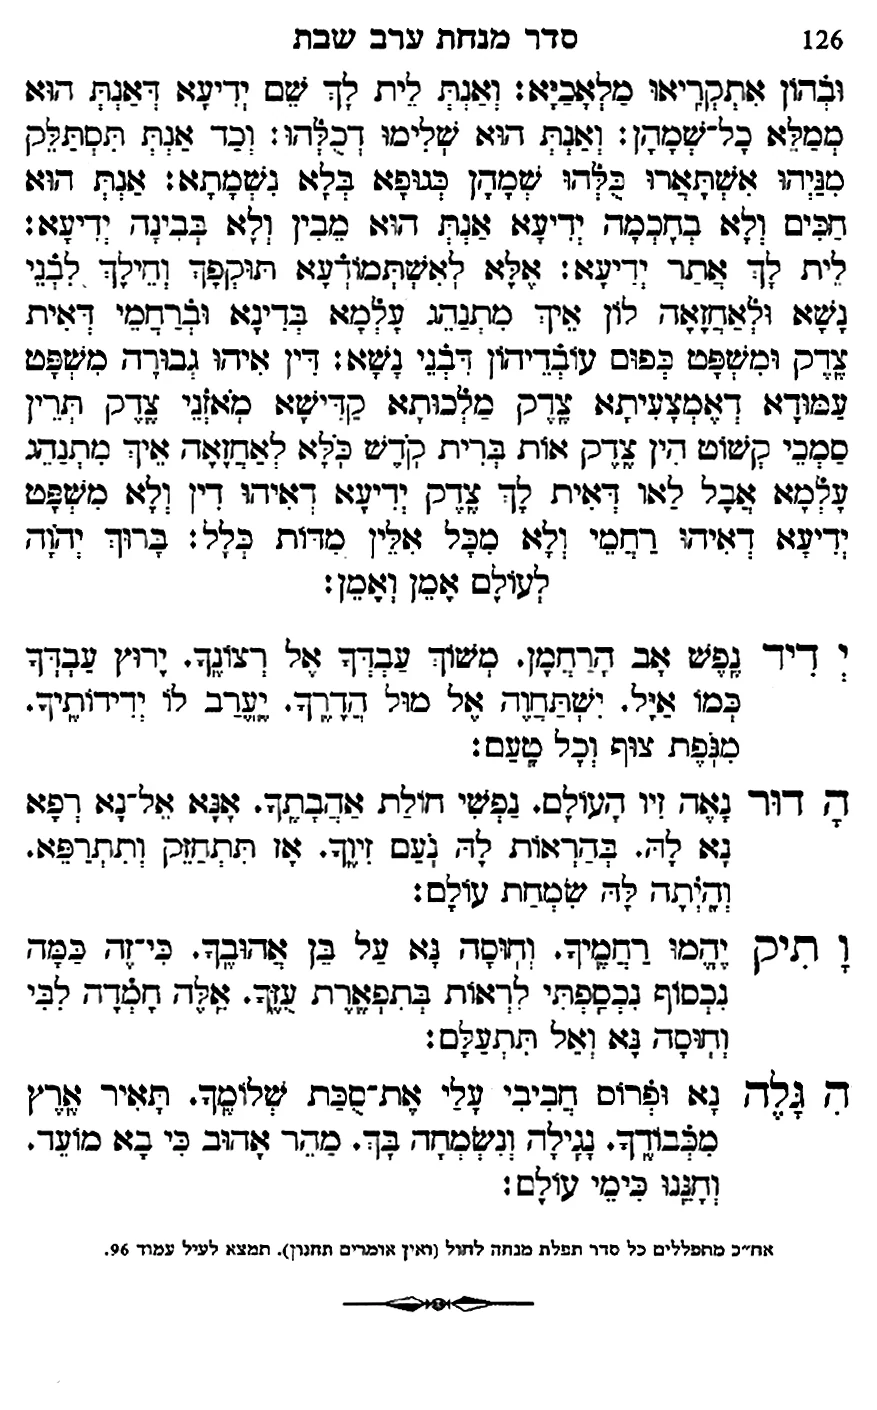 126 סדר מנחת ערב שבת
וּבְהוֹן אִתְקְרִיאוּ מַלְאָכַיָּא: וְאַנְתְּ לֵית לָךְ שֵׁם יְדִיעָא דְּאַנְתְּ הוּא
מְמַלֵּא כָל־שְׁמָהָן: וְאַנְתְּ הוּא שְׁלִימוּ דְכֻלְּהוּ: וְכַד אַנְתְּ תִּסְתַּלֵּק
מִנַּיְהוּ אִשְׁתָּאֲרוּ כֻּלְּהוּ שְׁמָהָן כְּגוּפָא בְּלָא נִשְׁמָתָא: אַנְתְּ הוּא
חַכִּים וְלָא בְחָכְמָה יְדִיעָא אַנְתְּ הוּא מֵבִין וְלָא בְּבִינָה יְדִיעָא:
לֵית לָךְ אֲתַר יְדִיעָא: אֶלָּא לְאִשְׁתְּמוֹדְעָא תּוּקְפָךְ וְחֵילָךְ לִבְנֵי
נָשָׁא וּלְאַחֲזָאָה לוֹן אֵיךְ מִתְנַהֵג עָלְמָא בְּדִינָא וּבְרַחֲמֵי דְּאִית
צֶדֶק וּמִשְׁפָּט כְּפוּם עוֹבָדֵיהוֹן דִּבְנֵי נָשָׁא: דִּין אִיהוּ גְבוּרָה מִשְׁפָּט
עַמּוּדָא דְאֶמְצָעִיתָא צֶדֶק מַלְכוּתָא קַדִּישָׁא מֹאזְנֵי צֶדֶק תְּרֵין
סַמְכֵי קְשׁוֹט הִין צֶדֶק אוֹת בְּרִית קֹדֶשׁ כֹּלָּא לְאַחֲזָאָה אֵיךְ מִתְנַהֵג
עָלְמָא אֲבָל לַאו דְּאִית לָךְ צֶדֶק יְדִיעָא דְאִיהוּ דִין וְלָא מִשְׁפָּט
יְדִיעָא דְאִיהוּ רַחֲמֵי וְלָא מִכָּל אִלֵּין מִדּוֹת כְּלָל: בָּרוּךְ יְהֹוָה
לְעוֹלָם אָמֵן וְאָמֵן:
יְ דִיד נֶפֶשׁ אָב הָרַחֲמָן. מְשׁוֹךְ עַבְדְּךָ אֶל רְצוֹנֶךָ. יָרוּץ עַבְדְּךָ
כְּמוֹ אַיָּל. יִשְׁתַּחֲוֶה אֶל מוּל הֲדָרֶךָ. יֶעֱרַב לוֹ יְדִידוֹתֶיךָ.
מִנֹּפֶת צוּף וְכָל טָעַם:
הָ דוּר נָאֶה זִיו הָעוֹלָם. נַפְשִׁי חוֹלַת אַהֲבָתֶךָ. אָנָּא אֵל־נָא רְפָא
נָא לָהּ. בְּהַרְאוֹת לָהּ נֹעַם זִיוֶךָ. אָז תִּתְחַזֵּק וְתִתְרַפֵּא.
וְהָיְתָה לָּהּ שִׂמְחַת עוֹלָם:
וָ תִיק יֶהֱמוּ רַחֲמֶיךָ. וְחוּסָה נָּא עַל בֵּן אֲהוּבֶךָ. כִּי־זֶה כַּמָּה
נִכְסוֹף נִכְסַפְתִּי לִרְאוֹת בְּתִפְאֶרֶת עֻזֶּךָ. אֵלֶּה חָמְדָה לִבִּי
וְחוּסָה נָּא וְאַל תִּתְעַלָּם:
הִ גָּלֶה נָא וּפְרוֹס חֲבִיבִי עָלַי אֶת־סֻכַּת שְׁלוֹמֶךָ. תָּאִיר אֶרֶץ
מִכְּבוֹדֶךָ. נָגִילָה וְנִשְׂמְחָה בָּךְ. מַהֵר אָהוּב כִּי בָא מוֹעֵד.
וְחָנֵּנוּ כִּימֵי עוֹלָם:
אח״כ מתפללים כל סדר תפלת מנחה לחול (ואין אומרים תחנון). תמצא לעיל עמוד 96.